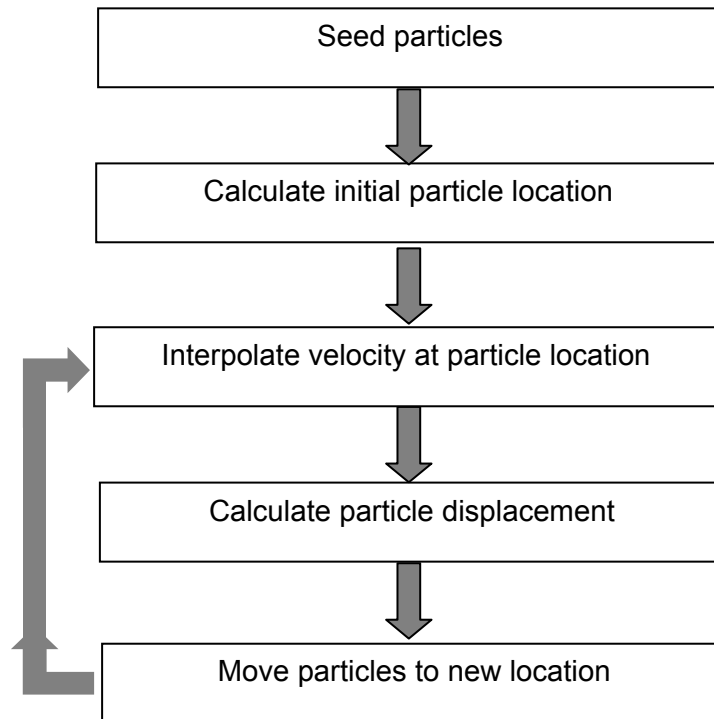 Seed particles
Calculate initial particle location
Interpolate velocity at particle location
Calculate particle displacement
Move particles to new location